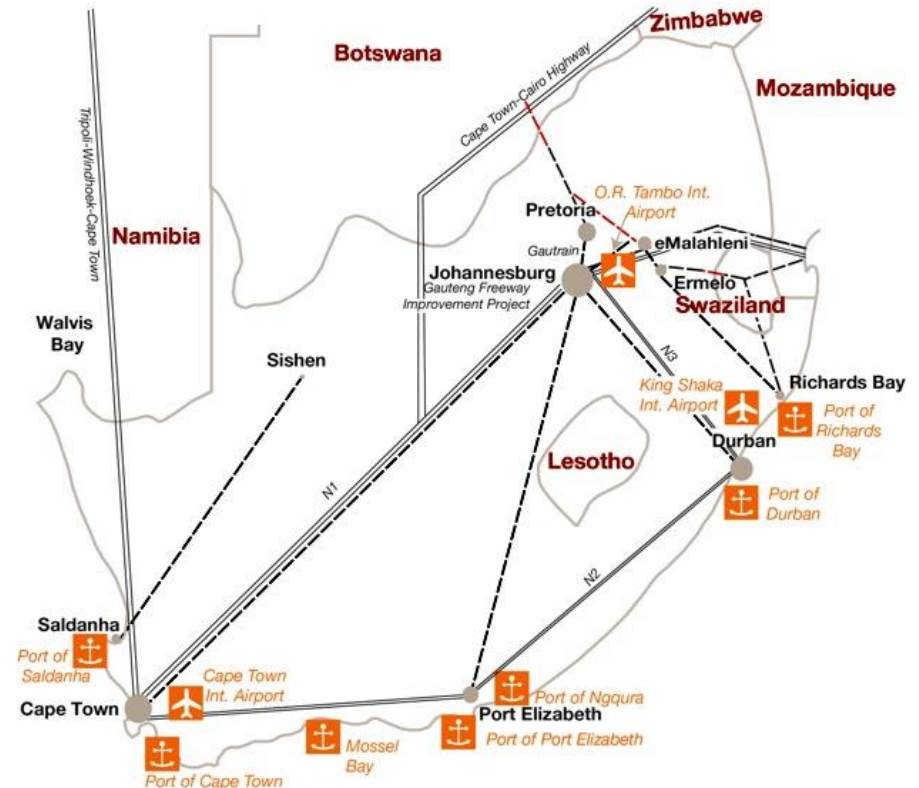 Zimbabwe
Botswana
Mozambique
Cape Town-Cairo Highway
Tripoli-Windhoek-Cape Town
O.R. Tambo Int.
Airport
Pretoria
Namibia
Gautrain
eMalahleni
Johannesburg
Gauteng Freeway
Improvement Project
Ermelo
Swaziland
Walvis
Bay
Sishen
N3
King Shaka
Int. Airport
Richards Bay
Port of
Richards
Bay
Durban
Lesotho
N1
Port of
Durban
N2
Saldanha
Port of
Saldanha
Cape Town
Int. Airport
Cape Town
Port of Ngqura
Port Elizabeth
Port of Port Elizabeth
Mossel
Bay
Port of Cape Town